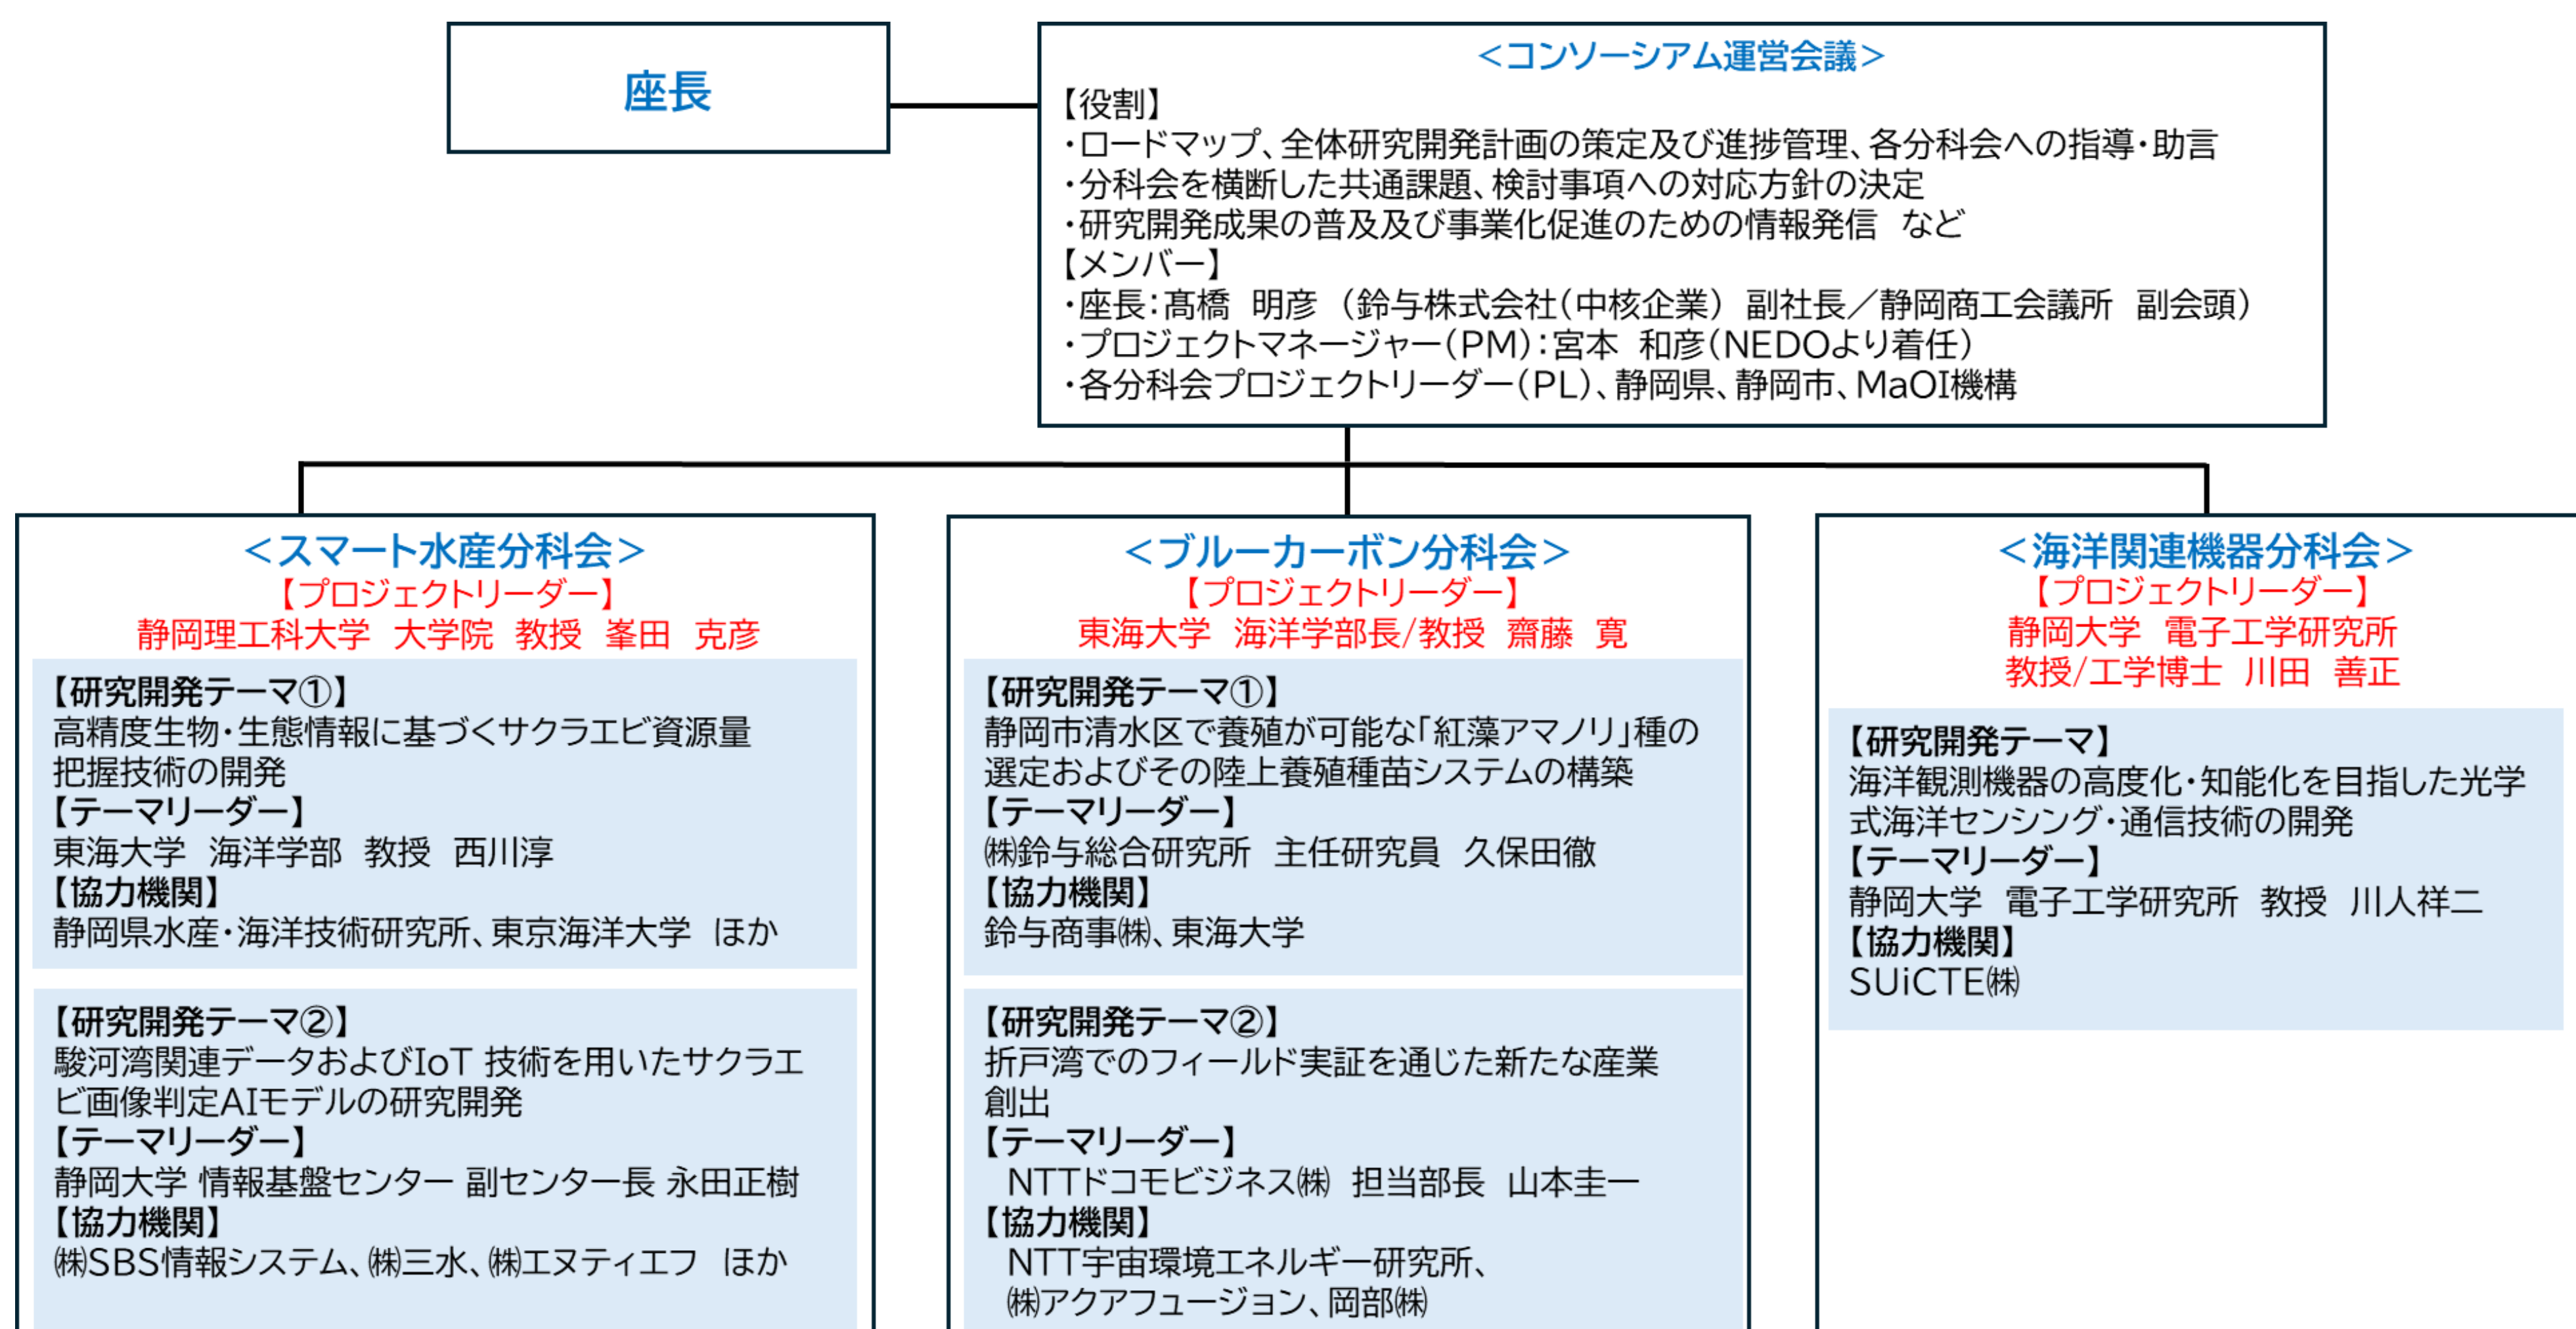 座長
＜コンソーシアム運営会議＞
【役割】
・ロードマップ、全体研究開発計画の策定及び進捗管理、各分科会への指導・助言
・分科会を横断した共通課題、検討事項への対応方針の決定
・研究開発成果の普及及び事業化促進のための情報発信　など
【メンバー】
・座長：髙橋　明彦　（鈴与株式会社（中核企業）　副社長／静岡商工会議所　副会頭）
・プロジェクトマネージャー（PM）：宮本　和彦（NEDOより着任）
・各分科会プロジェクトリーダー（PL）、静岡県、静岡市、MaOI機構
＜スマート水産分科会＞
【プロジェクトリーダー】
静岡理工科大学　大学院　教授　峯田　克彦
【研究開発テーマ①】
高精度生物・生態情報に基づくサクラエビ資源量
把握技術の開発
【テーマリーダー】
東海大学　海洋学部　教授　西川淳
【協力機関】
静岡県水産・海洋技術研究所、東京海洋大学　ほか
【研究開発テーマ②】
駿河湾関連データおよびIoT 技術を用いたサクラエ
ビ画像判定AIモデルの研究開発
【テーマリーダー】
静岡大学 情報基盤センター 副センター長 永田正樹
【協力機関】
㈱SBS情報システム、㈱三水、㈱エヌティエフ　ほか
＜ブルーカーボン分科会＞
【プロジェクトリーダー】
東海大学　海洋学部長/教授　齋藤　寛
【研究開発テーマ①】
静岡市清水区で養殖が可能な「紅藻アマノリ」種の
選定およびその陸上養殖種苗システムの構築
【テーマリーダー】
㈱鈴与総合研究所　主任研究員　久保田徹
【協力機関】
鈴与商事㈱、東海大学
【研究開発テーマ②】
折戸湾でのフィールド実証を通じた新たな産業
創出
【テーマリーダー】
NTTドコモビジネス㈱　担当部長　山本圭一
【協力機関】
NTT宇宙環境エネルギー研究所、
㈱アクアフュージョン、岡部㈱
＜海洋関連機器分科会＞
【プロジェクトリーダー】
静岡大学　電子工学研究所
教授/工学博士　川田　善正
【研究開発テーマ】
海洋観測機器の高度化・知能化を目指した光学
式海洋センシング・通信技術の開発
【テーマリーダー】
静岡大学　電子工学研究所　教授　川人祥二
【協力機関】
SUiCTE㈱